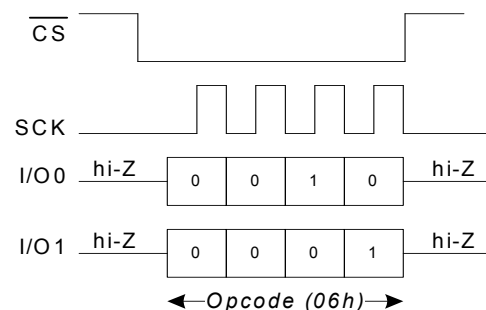 CS
SCK
I/O0 hi-Z 0 0 1 0 hi-Z
I/O1 hi-Z 0 0 0 1 hi-Z
Opcode (06h)